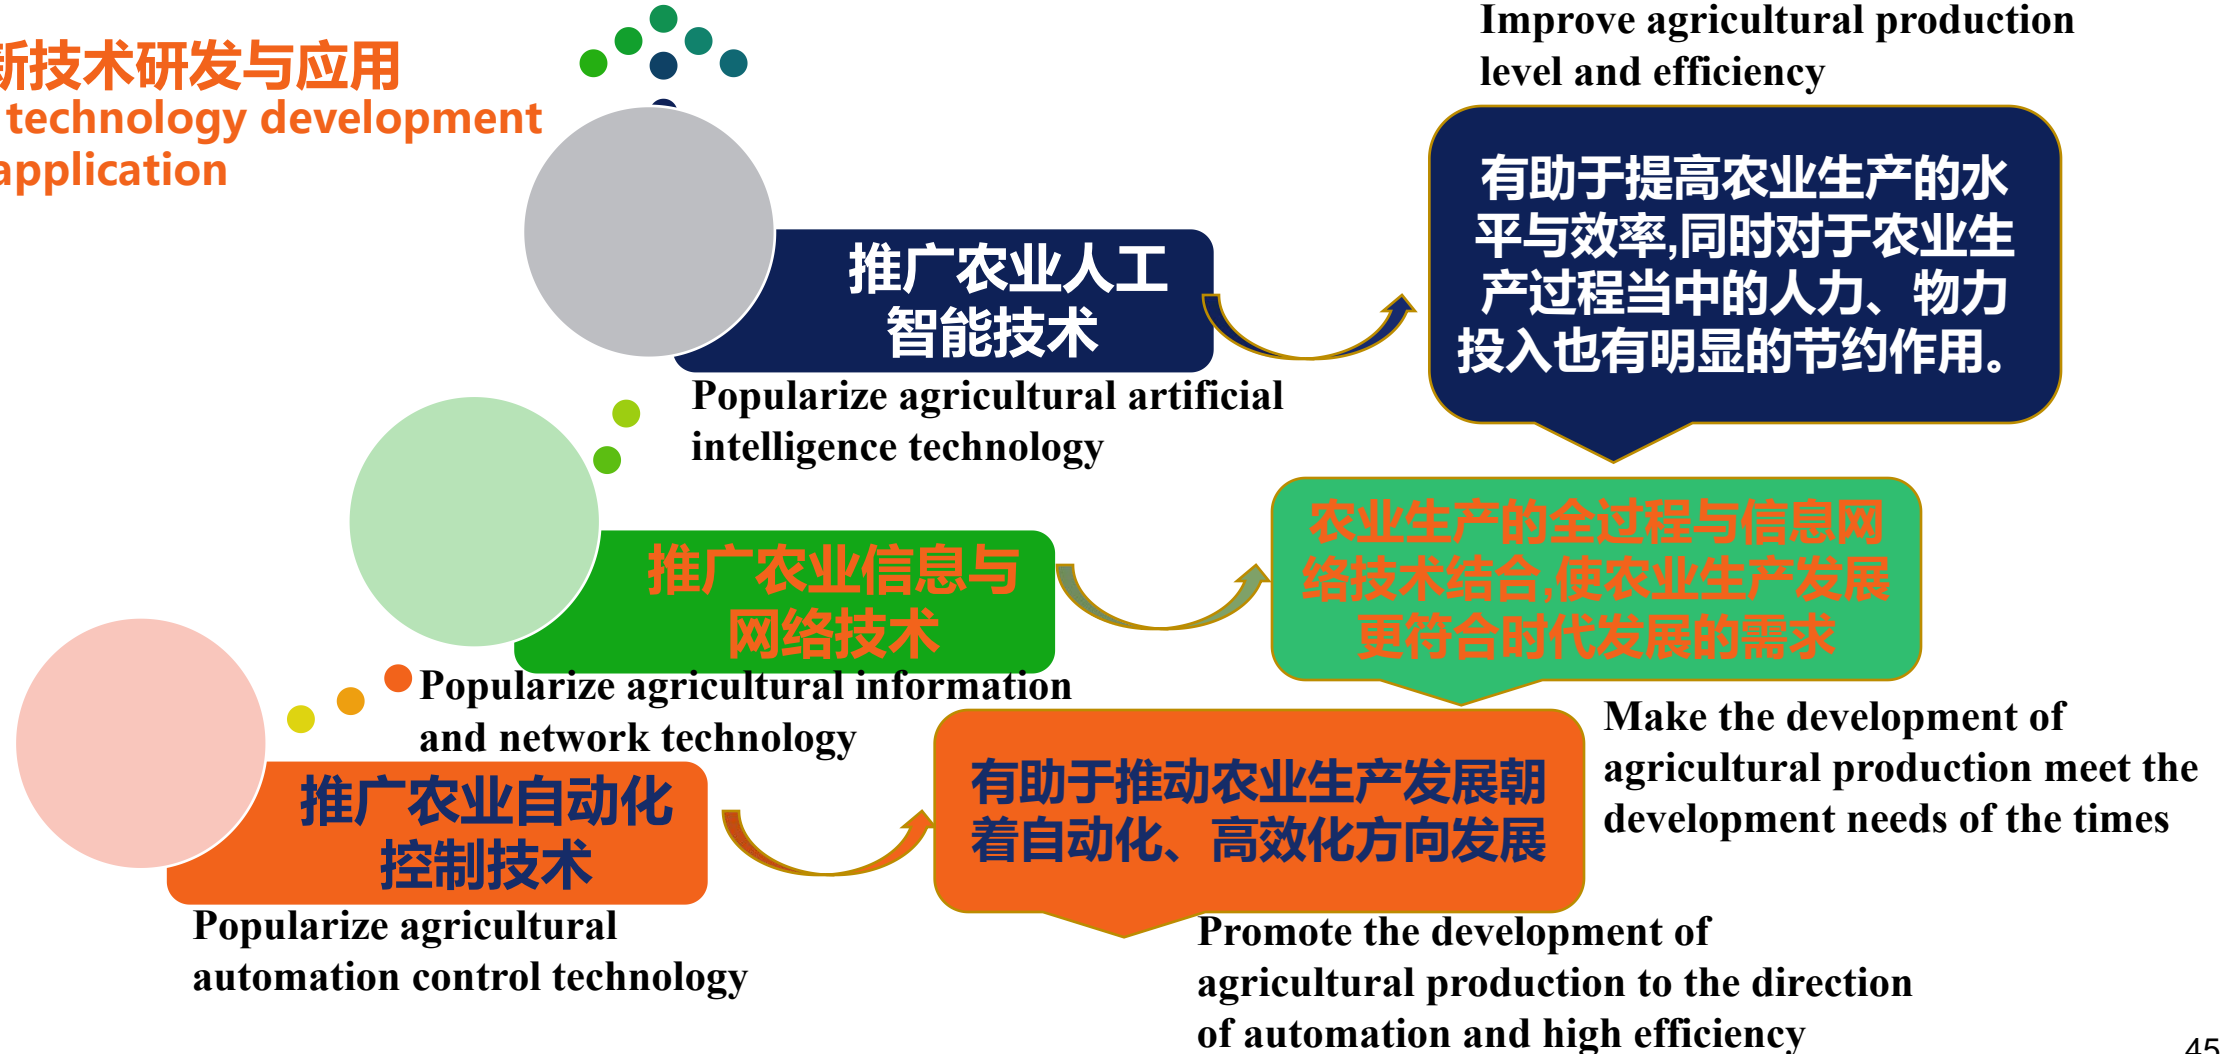 新技术研发与应用
technology development
application
Improve agricultural production
level and efficiency
有助于提高农业生产的水
平与效率,同时对于农业生
产过程当中的人力、物力
投入也有明显的节约作用。
推广农业人工
智能技术
Popularize agricultural artificial
intelligence technology
农业生产的全过程与信息网
络技术结合,使农业生产发展
更符合时代发展的需求
推广农业信息与
网络技术
Popularize agricultural information
and network technology
Make the development of
agricultural production meet the
development needs of the times
有助于推动农业生产发展朝
着自动化、高效化方向发展
推广农业自动化
控制技术
Popularize agricultural
automation control technology
Promote the development of
agricultural production to the direction
of automation and high efficiency
45